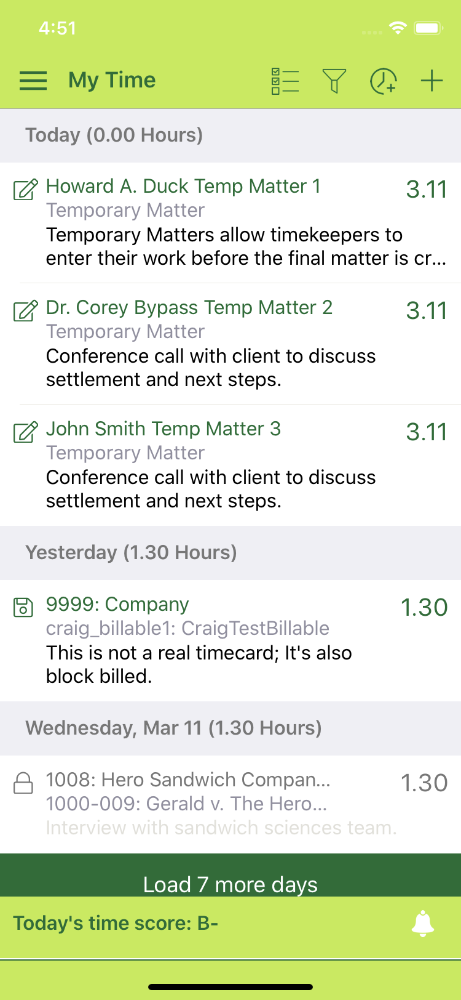 4:51
My Time
Today (0.00 Hours)
Howard A. Duck Temp Matter 1
3.11
Temporary Matter
Temporary Matters allow timekeepers to
enter their work before the final matter is cr...
Dr. Corey Bypass Temp Matter 2
3.11
Temporary Matter
Conference call with client to discuss
settlement and next steps.
John Smith Temp Matter 3
3.11
Temporary Matter
Conference call with client to discuss
settlement and next steps.
Yesterday (1.30 Hours)
9999: Company
1.30
craig_billable1: CraigTestBillable
This is not a real timecard; It's also
block billed.
Wednesday, Mar 11 (1.30 Hours)
1008: Hero Sandwich Compan...
1.30
1000-009: Gerald v. The Hero...
Interview with sandwich sciences team.
Load 7 more days
Today's time score: B-